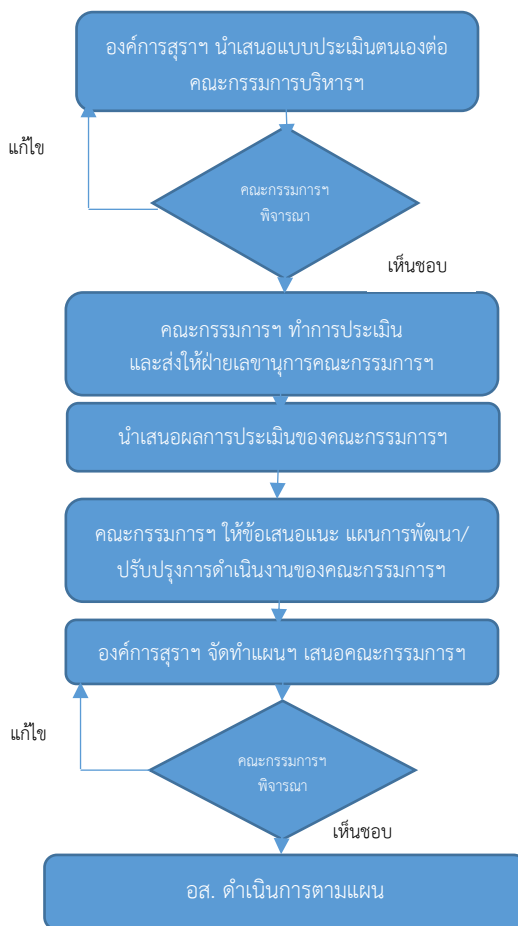 องค์การสุราฯ นำเสนอแบบประเมินตนเองต่อ
คณะกรรมการบริหารฯ
แก้ไข
คณะกรรมการฯ
พิจารณา
เห็นชอบ
คณะกรรมการฯ ทำการประเมิน
และส่งให้ฝ่ายเลขานุการคณะกรรมการฯ
นำเสนอผลการประเมินของคณะกรรมการฯ
คณะกรรมการฯ ให้ข้อเสนอแนะ แผนการพัฒนา/
ปรับปรุงการดำเนินงานของคณะกรรมการฯ
องค์การสุราฯ จัดทำแผนฯ เสนอคณะกรรมการฯ
แก้ไข
คณะกรรมการฯ
พิจารณา
เห็นชอบ
อส. ดำเนินการตามแผน